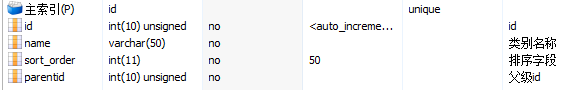 主索引(P) id unique
id int(10) unsigned no <auto_increme... id
name varchar(50) no 类别名称
sort_order int(11) no 50 排序字段
parentid int(10) unsigned no 父级id